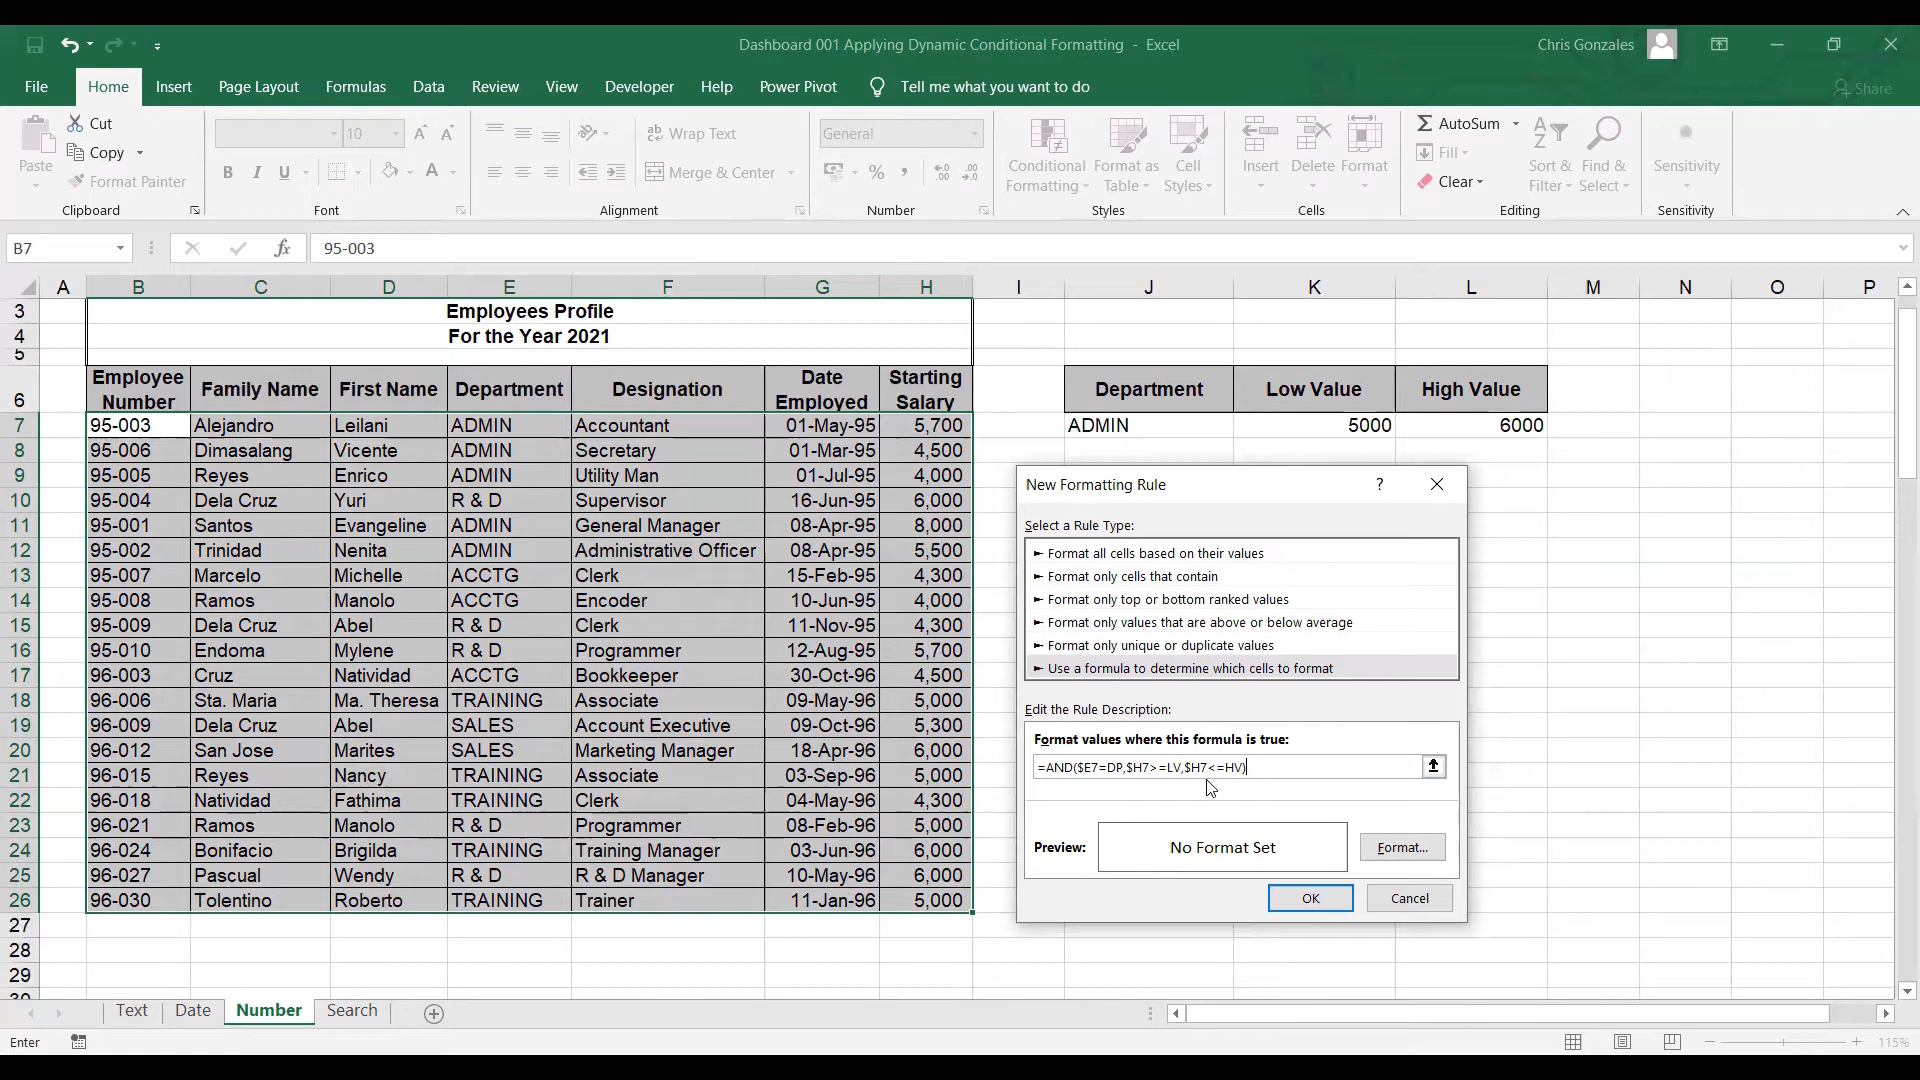 Dashboard 001 Applying Dynamic Conditional Formatting - Excel
Chris Gonzales
File Home Insert Page Layout Formulas Data Review View Developer Help Power Pivot Tell me what you want to do Share
Paste
Cut
Copy
Format Painter
Clipboard
10
B I U A
Font
Wrap Text
Merge & Center
Alignment
General
%
Number
Conditional Formatting
Format as Table
Cell Styles
Styles
Insert Delete Format
Cells
AutoSum
Fill
Clear
Sort & Filter
Find & Select
Editing
Sensitivity
Sensitivity
B7 fx 95-003
A B C D E F G H I J K L M N O P
3 Employees Profile
4 For the Year 2021
5
6 Employee Number Family Name First Name Department Designation Date Employed Starting Salary Department Low Value High Value
7 95-003 Alejandro Leilani ADMIN Accountant 01-May-95 5,700 ADMIN 5000 6000
8 95-006 Dimasalang Vicente ADMIN Secretary 01-Mar-95 4,500
9 95-005 Reyes Enrico ADMIN Utility Man 01-Jul-95 4,000
10 95-004 Dela Cruz Yuri R & D Supervisor 16-Jun-95 6,000
11 95-001 Santos Evangeline ADMIN General Manager 08-Apr-95 8,000
12 95-002 Trinidad Nenita ADMIN Administrative Officer 08-Apr-95 5,500
13 95-007 Marcelo Michelle ACCTG Clerk 15-Feb-95 4,300
14 95-008 Ramos Manolo ACCTG Encoder 10-Jun-95 4,000
15 95-009 Dela Cruz Abel R & D Clerk 11-Nov-95 4,300
16 95-010 Endoma Mylene R & D Programmer 12-Aug-95 5,700
17 96-003 Cruz Natividad ACCTG Bookkeeper 30-Oct-96 4,500
18 96-006 Sta. Maria Ma. Theresa TRAINING Associate 09-May-96 5,000
19 96-009 Dela Cruz Abel SALES Account Executive 09-Oct-96 5,300
20 96-012 San Jose Marites SALES Marketing Manager 18-Apr-96 6,000
21 96-015 Reyes Nancy TRAINING Associate 03-Sep-96 5,000
22 96-018 Natividad Fathima TRAINING Clerk 04-May-96 4,300
23 96-021 Ramos Manolo R & D Programmer 08-Feb-96 5,000
24 96-024 Bonifacio Brigilda TRAINING Training Manager 03-Jun-96 6,000
25 96-027 Pascual Wendy R & D R & D Manager 10-May-96 6,000
26 96-030 Tolentino Roberto TRAINING Trainer 11-Jan-96 5,000
27
28
29
New Formatting Rule ?
Select a Rule Type:
► Format all cells based on their values
► Format only cells that contain
► Format only top or bottom ranked values
► Format only values that are above or below average
► Format only unique or duplicate values
► Use a formula to determine which cells to format
Edit the Rule Description:
Format values where this formula is true:
=AND($E7=DP,$H7>=LV,$H7<=HV)
Preview: No Format Set Format...
OK Cancel
Text Date Number Search
Enter 115%